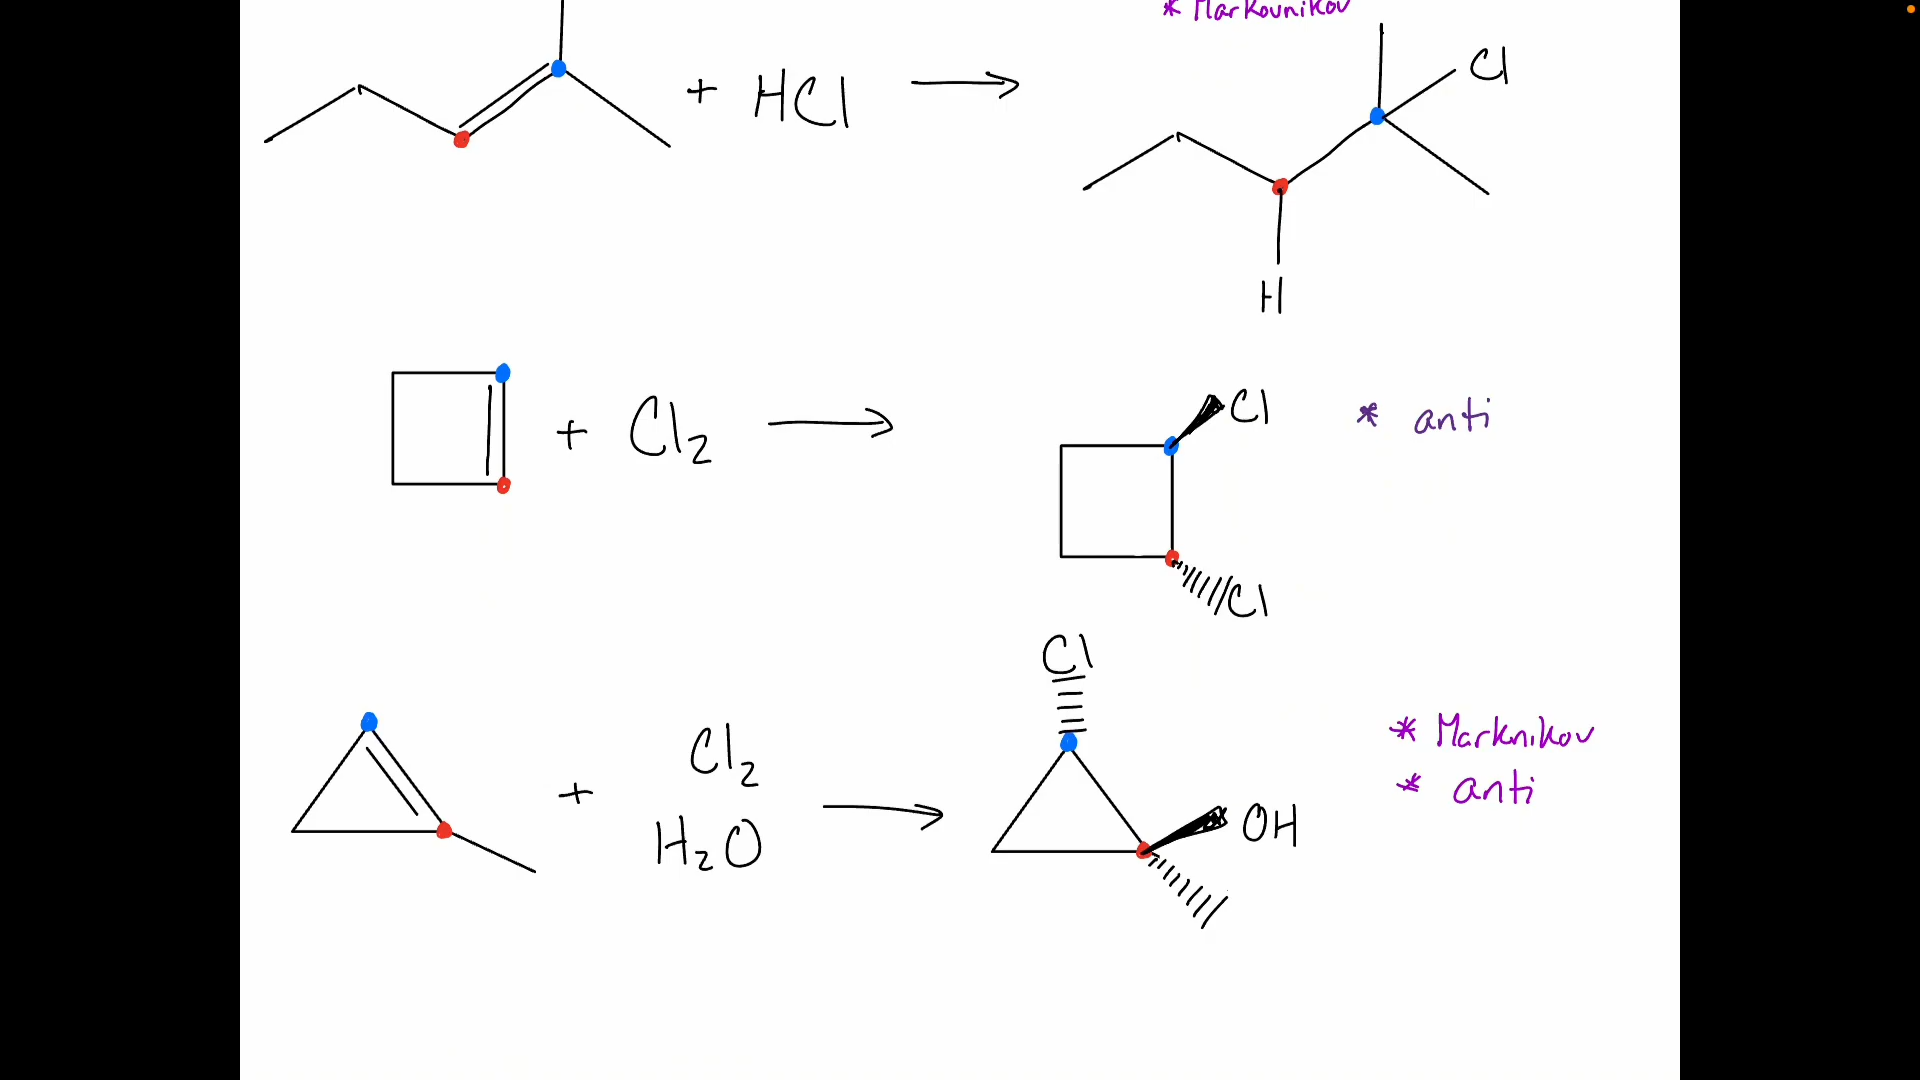 * Markovnikov
+ HCl
Cl
H
+ Cl₂
Cl
* anti
Cl
Cl
+
Cl₂
H₂O
OH
* Marknikov
* anti